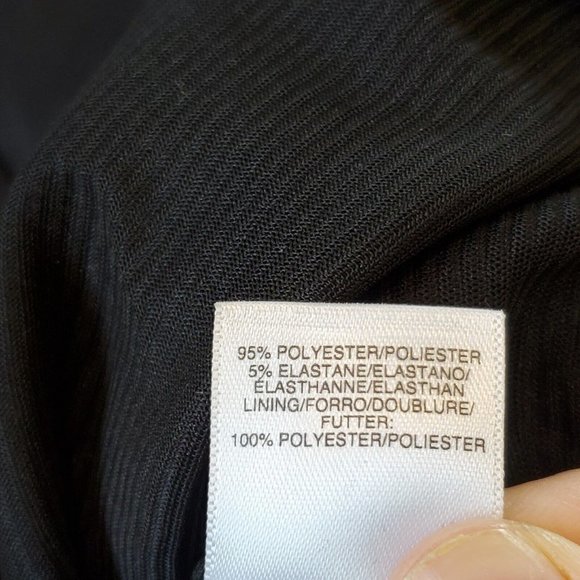 95% POLYESTER/POLIESTER
5% ELASTANE/ELASTANO/
ÉLASTHANNE/ELASTHAN
LINING/FORRO/DOUBLURE/
FUTTER:
100% POLYESTER/POLIESTER